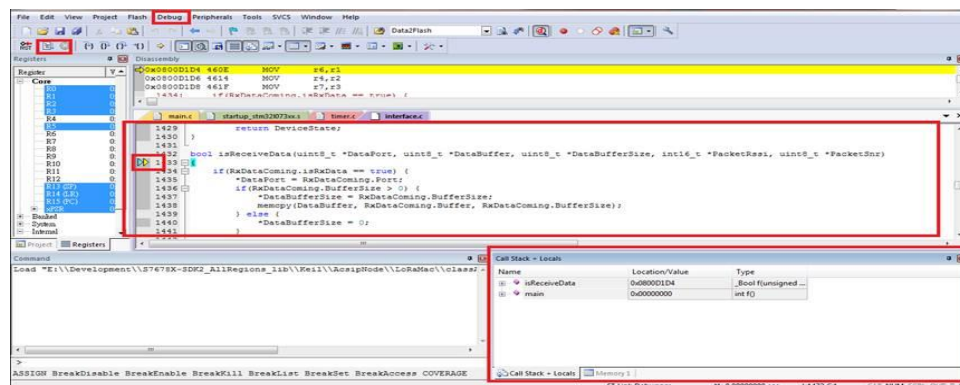 File Edit View Project Flash Debug Peripherals Tools SVCS Window Help
Data2Flash
Registers
Disassembly
Register
Core
R0
R1
R2
R3
R4
R5
R6
R7
R8
R9
R10
R11
R12
R13 (SP)
R14 (LR)
R15 (PC)
xPSR
Banked
System
Internal
Project Registers
0x0800D1D4 460E MOV r6,r1
0x0800D1D6 4614 MOV r4,r2
0x0800D1D8 461F MOV r7,r3
1434: if(RxDataComing.isRxData == true) {
main.c startup_stm32l073xx.s timer.c interface.c
1429 return DeviceState;
1430 }
1431
1432 bool isReceiveData(uint8_t *DataPort, uint8_t *DataBuffer, uint8_t *DataBufferSize, int16_t *PacketRssi, uint8_t *PacketSnr)
1433 {
1434 if(RxDataComing.isRxData == true) {
1435 *DataPort = RxDataComing.Port;
1436 if(RxDataComing.BufferSize > 0) {
1437 *DataBufferSize = RxDataComing.BufferSize;
1438 memcpy(DataBuffer, RxDataComing.Buffer, RxDataComing.BufferSize);
1439 } else {
1440 *DataBufferSize = 0;
1441 }
Command
Load "E:\\Development\\S7678X-SDK2_AllRegions_lib\\Keil\\AcsipNode\\LoRaMac\\classA
>
ASSIGN BreakDisable BreakEnable BreakKill BreakList BreakSet BreakAccess COVERAGE
Call Stack + Locals
Name Location/Value Type
isReceiveData 0x0800D1D4 _Bool f(unsigned ...
main 0x00000000 int f()
Call Stack + Locals Memory 1